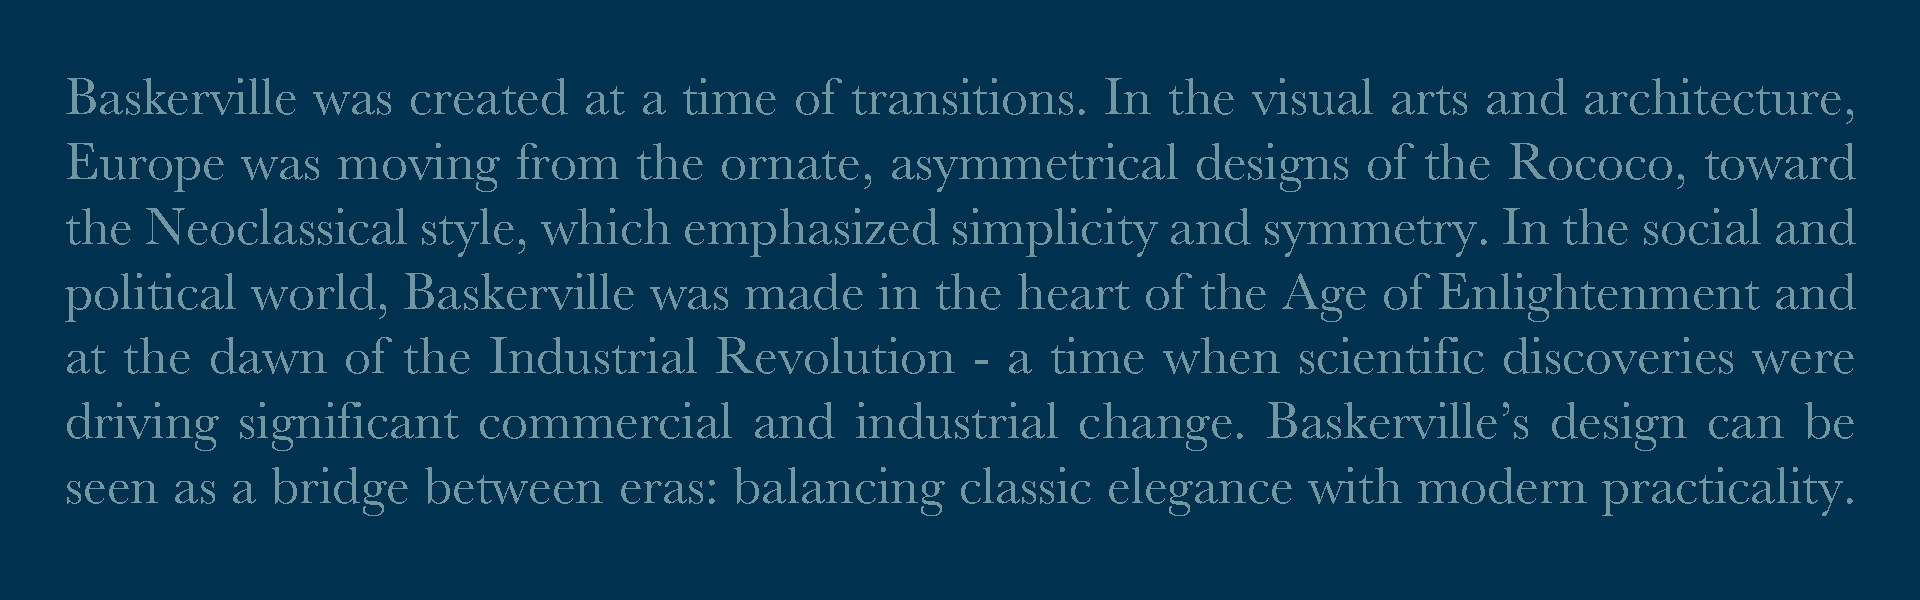 Baskerville was created at a time of transitions. In the visual arts and architecture,
Europe was moving from the ornate, asymmetrical designs of the Rococo, toward
the Neoclassical style, which emphasized simplicity and symmetry. In the social and
political world, Baskerville was made in the heart of the Age of Enlightenment and
at the dawn of the Industrial Revolution - a time when scientific discoveries were
driving significant commercial and industrial change. Baskerville’s design can be
seen as a bridge between eras: balancing classic elegance with modern practicality.